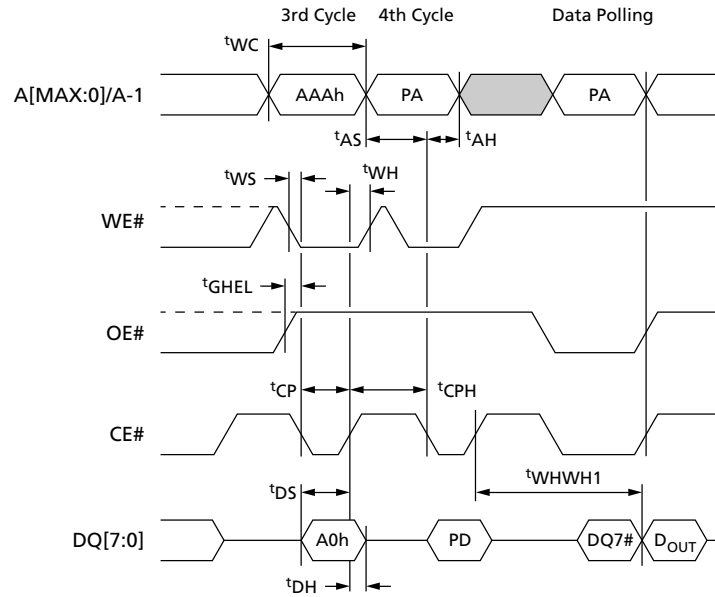 3rd Cycle 4th Cycle Data Polling
tWC
A[MAX:0]/A-1 AAAh PA PA
tAS tAH
tWS tWH
WE#
tGHEL
OE#
tCP tCPH
CE#
tWHWH1
tDS
DQ[7:0] A0h PD DQ7# DOUT
tDH